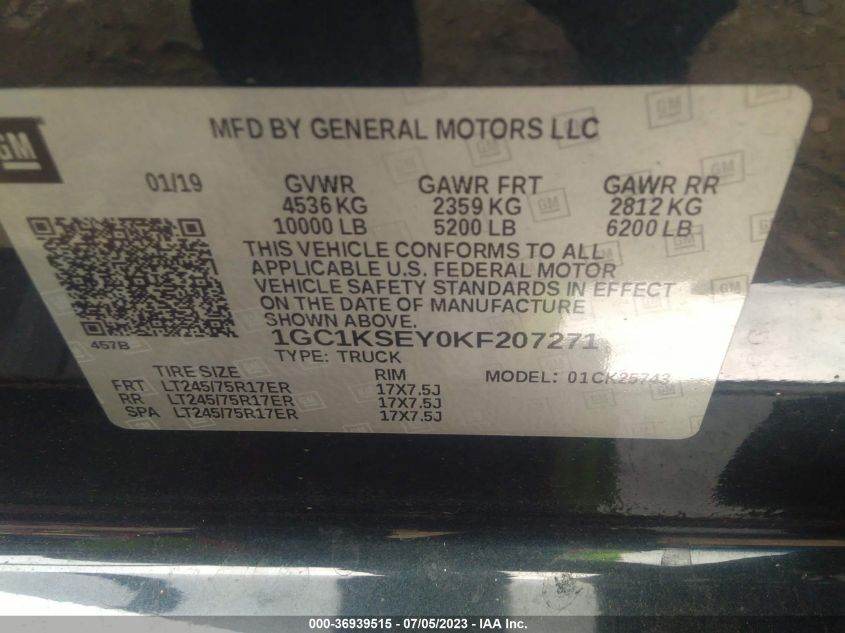 GM
MFD BY GENERAL MOTORS LLC
01/19 GVWR GAWR FRT GAWR RR
4536 KG 2359 KG 2812 KG
10000 LB 5200 LB 6200 LB
THIS VEHICLE CONFORMS TO ALL
APPLICABLE U.S. FEDERAL MOTOR
VEHICLE SAFETY STANDARDS IN EFFECT
ON THE DATE OF MANUFACTURE
SHOWN ABOVE.
457B
1GC1KSEY0KF207271
TYPE: TRUCK
TIRE SIZE RIM MODEL: 01CK25743
FRT LT245/75R17ER 17X7.5J
RR LT245/75R17ER 17X7.5J
SPA LT245/75R17ER 17X7.5J
000-36939515 - 07/05/2023 - IAA Inc.